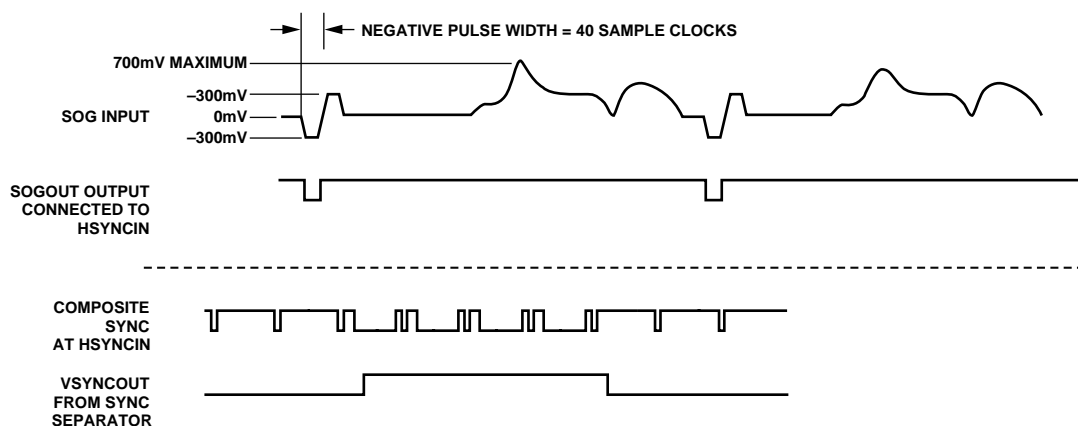 NEGATIVE PULSE WIDTH = 40 SAMPLE CLOCKS
700mV MAXIMUM
–300mV
SOG INPUT
0mV
–300mV
SOGOUT OUTPUT
CONNECTED TO
HSYNCIN
COMPOSITE
SYNC
AT HSYNCIN
VSYNCOUT
FROM SYNC
SEPARATOR